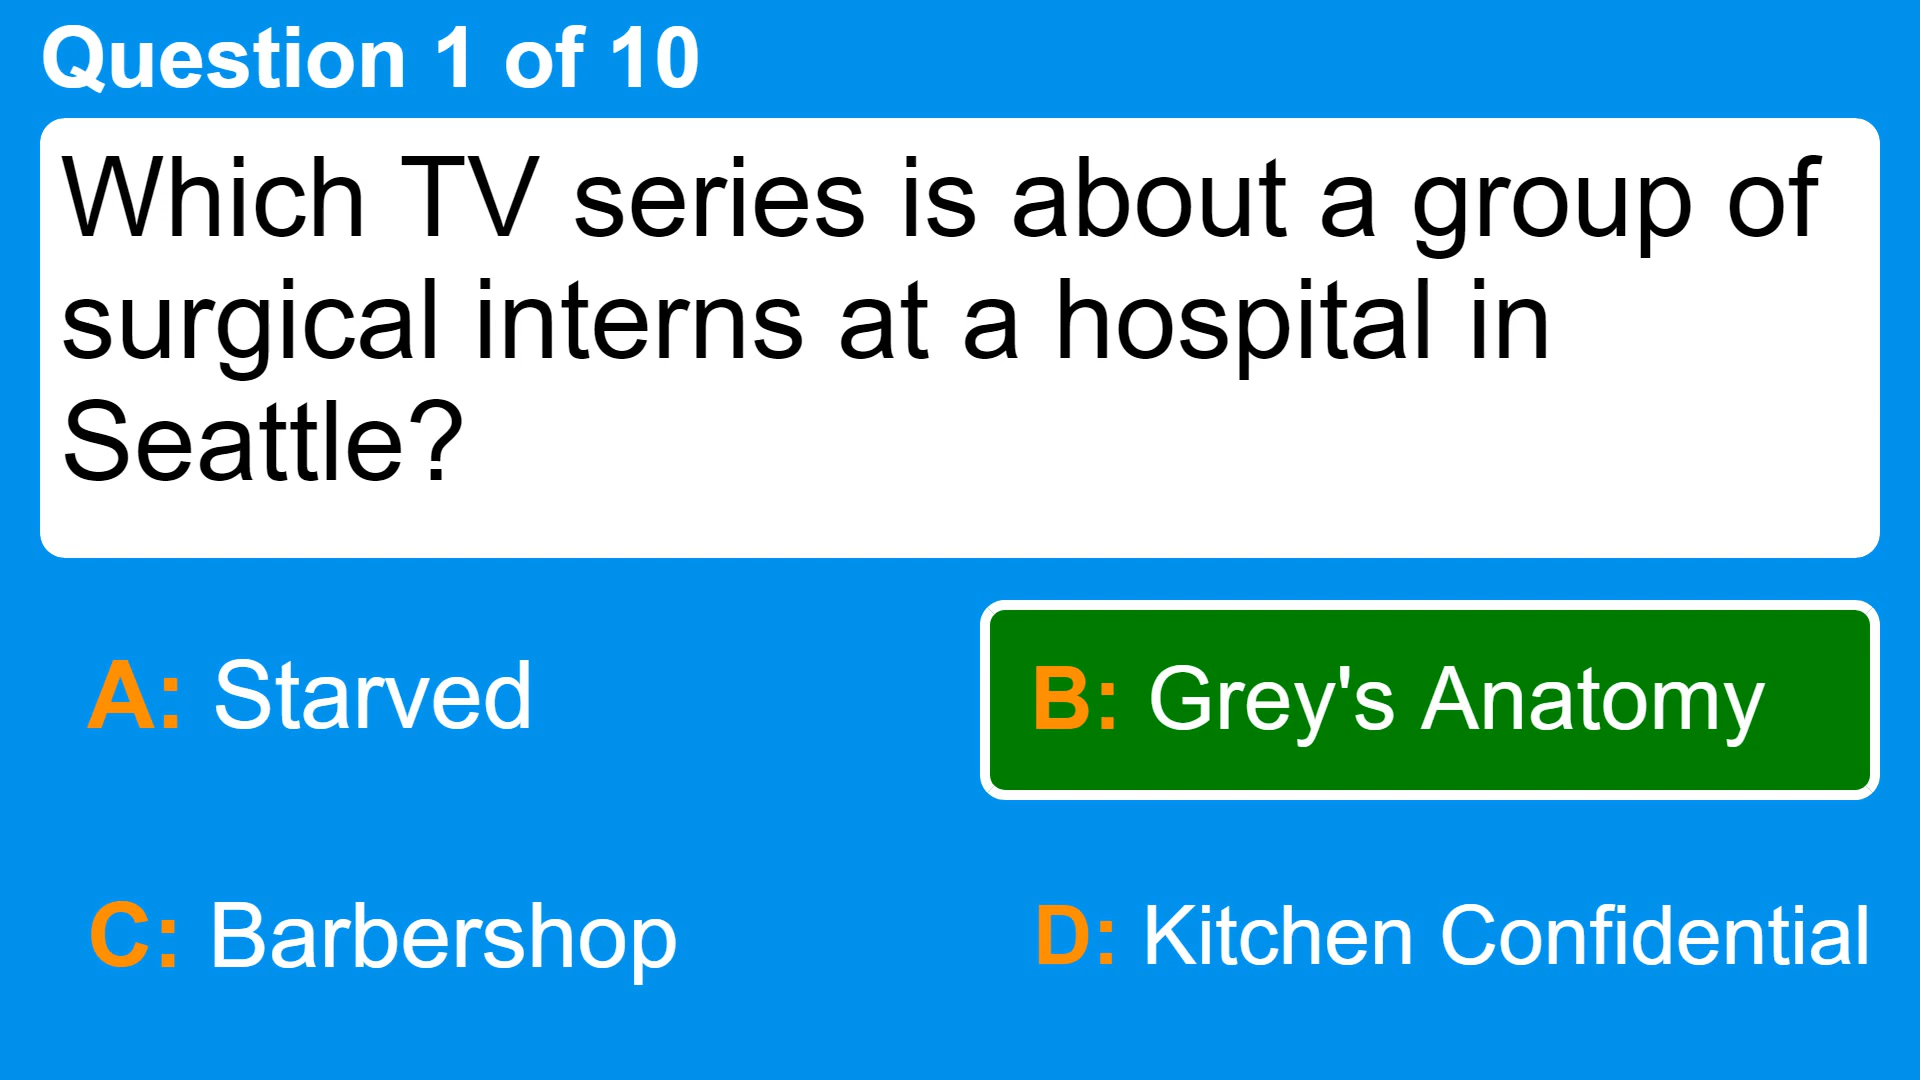 Question 1 of 10
Which TV series is about a group of
surgical interns at a hospital in
Seattle?
A: Starved
B: Grey's Anatomy
C: Barbershop
D: Kitchen Confidential